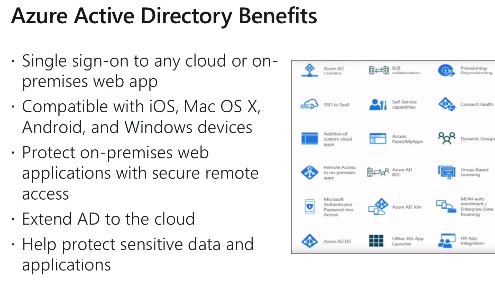 Azure Active Directory Benefits
· Single sign-on to any cloud or on-
premises web app
· Compatible with iOS, Mac OS X,
Android, and Windows devices
· Protect on-premises web
applications with secure remote
access
· Extend AD to the cloud
· Help protect sensitive data and
applications
Azure AD
Connect
B2B
collaboration
Provisioning-
Deprovisioning
SSO to SaaS
Self-Service
capabilities
Connect Health
Addition of
custom cloud
apps
Access
Panel/MyApps
Dynamic Groups
Remote Access
to on-premises
apps
Azure AD
B2C
Group-Based
Licensing
Microsoft
Authenticator -
Password-less
Access
Azure AD Join
MDM-auto
enrollment /
Enterprise State
Roaming
Azure AD DS
Office 365 App
Launcher
HR App
Integration